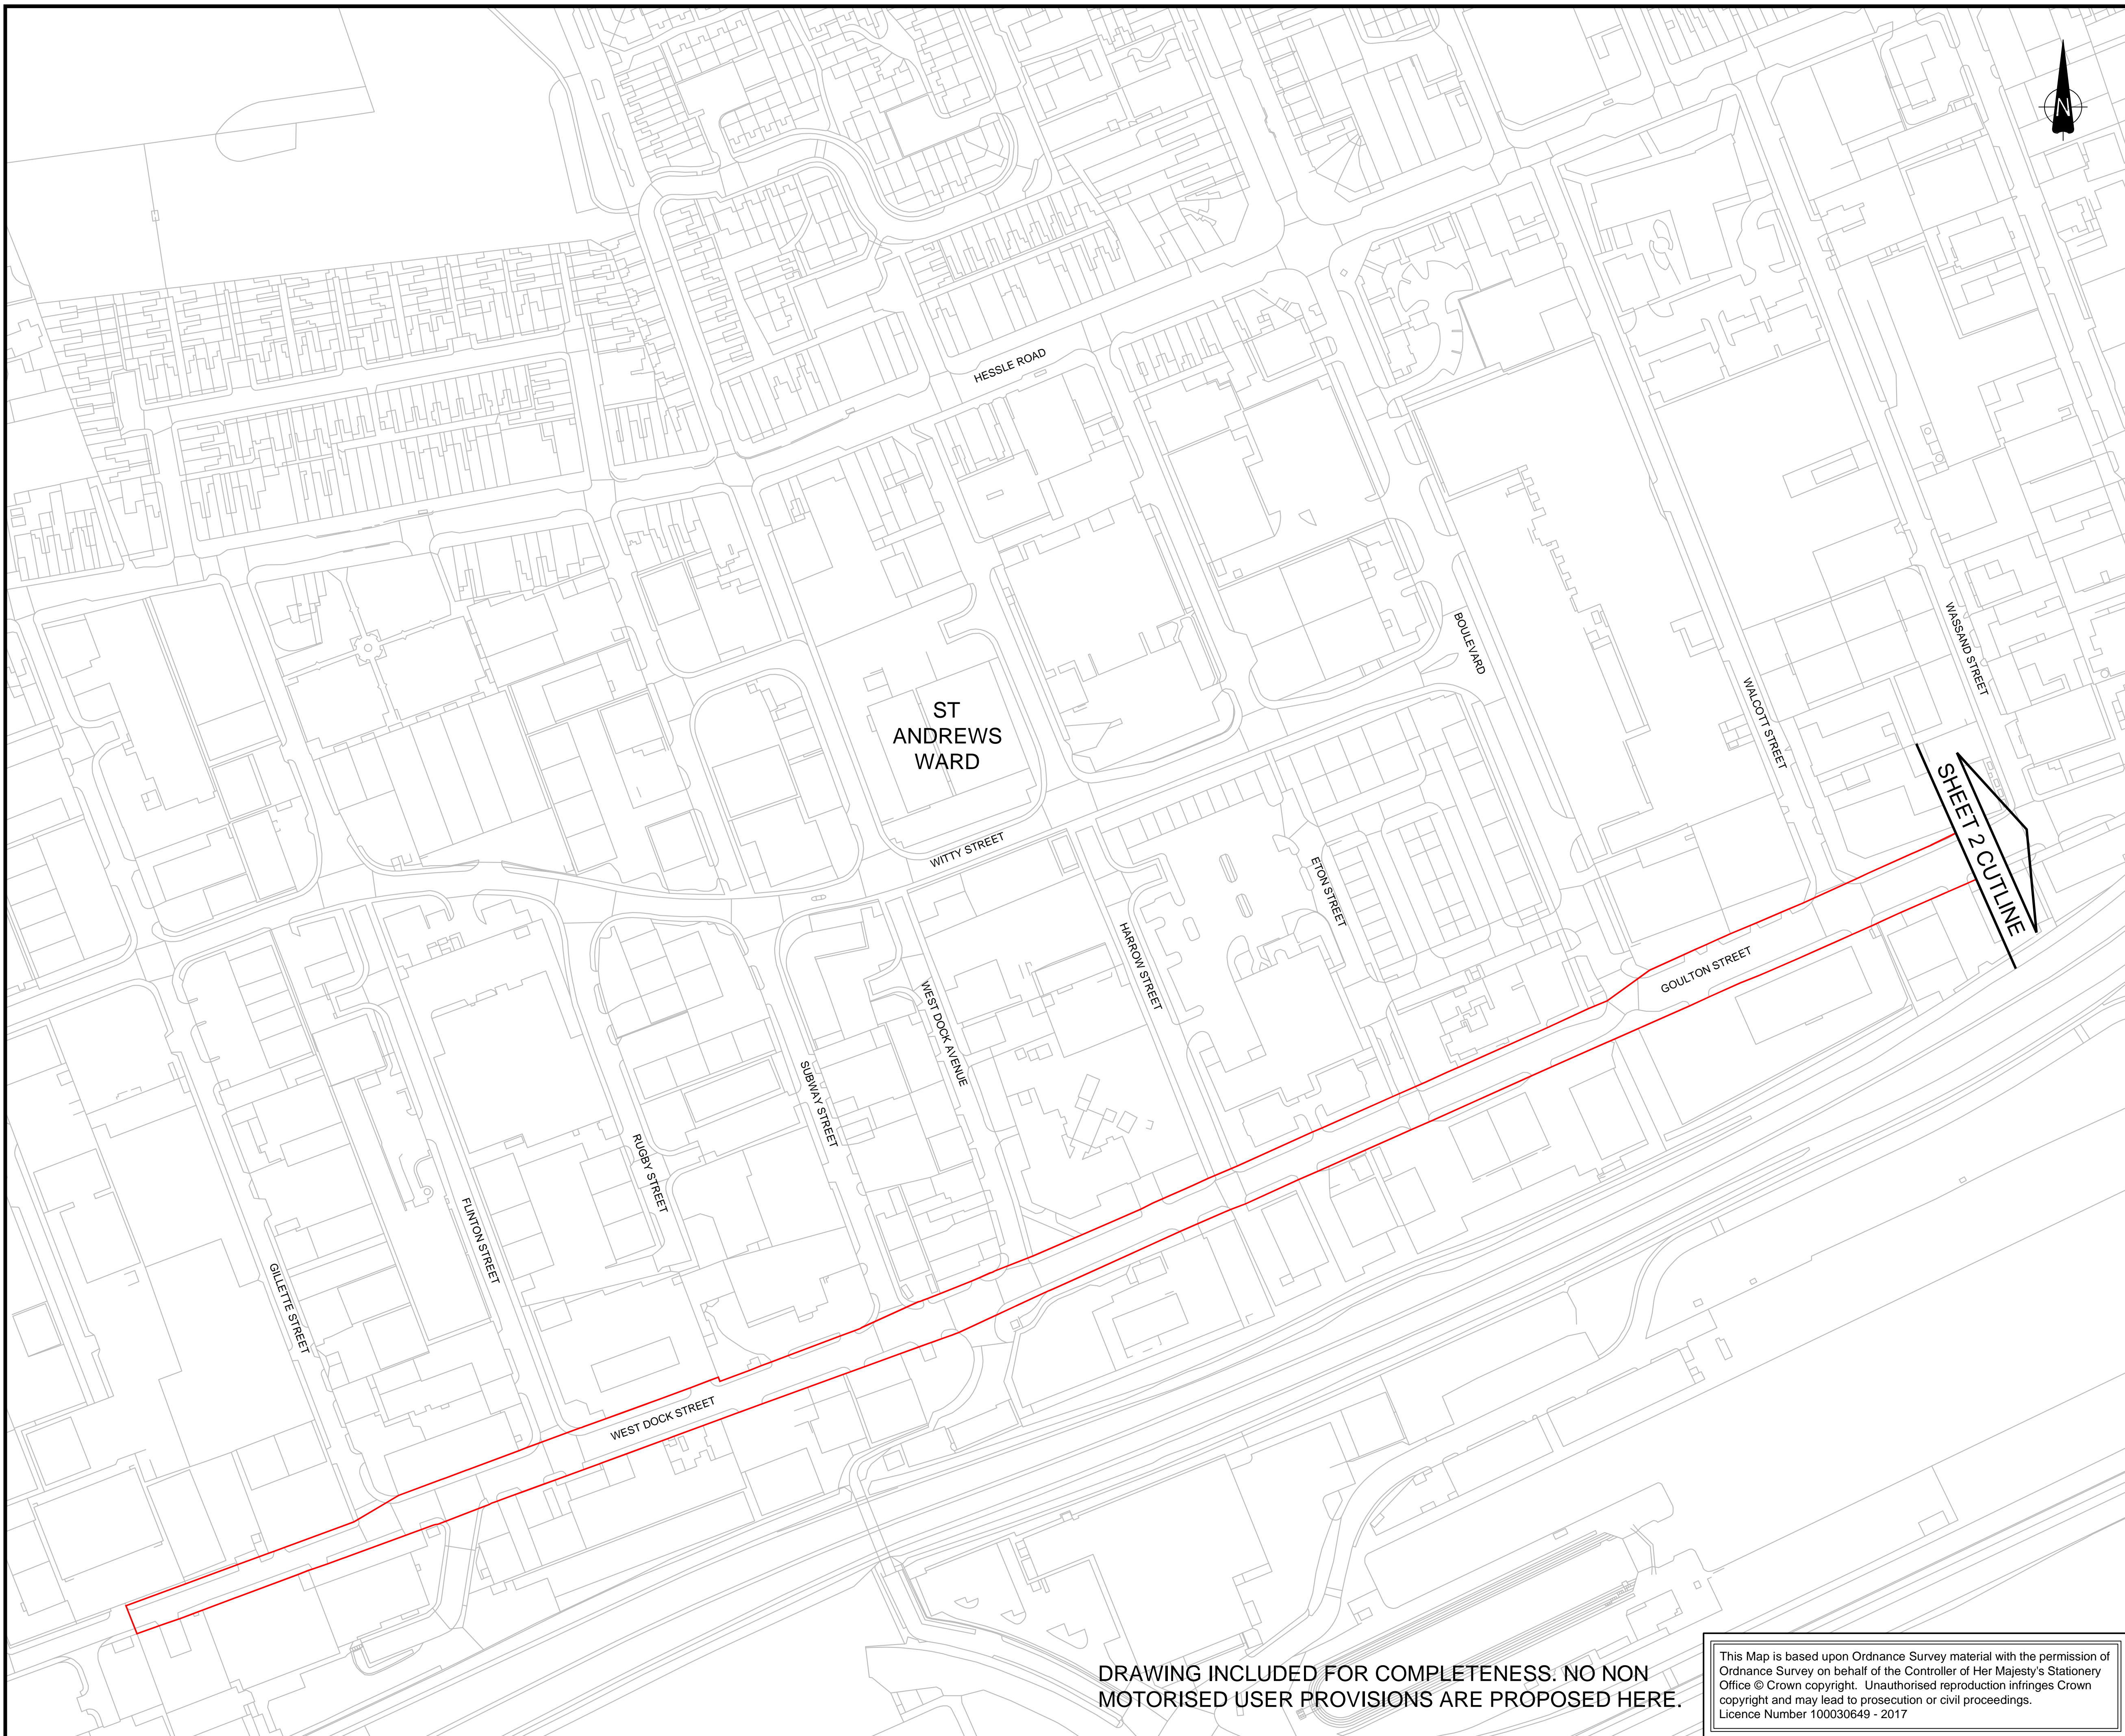 N
HESSLE ROAD
BOULEVARD
WASSAND STREET
WALCOTT STREET
ST
ANDREWS
WARD
SHEET 2 CUTLINE
WITTY STREET
ETON STREET
HARROW STREET
GOULTON STREET
WEST DOCK AVENUE
SUBWAY STREET
RUGBY STREET
FLINTON STREET
GILLETTE STREET
WEST DOCK STREET
DRAWING INCLUDED FOR COMPLETENESS. NO NON
MOTORISED USER PROVISIONS ARE PROPOSED HERE.
This Map is based upon Ordnance Survey material with the permission of
Ordnance Survey on behalf of the Controller of Her Majesty's Stationery
Office © Crown copyright. Unauthorised reproduction infringes Crown
copyright and may lead to prosecution or civil proceedings.
Licence Number 100030649 - 2017